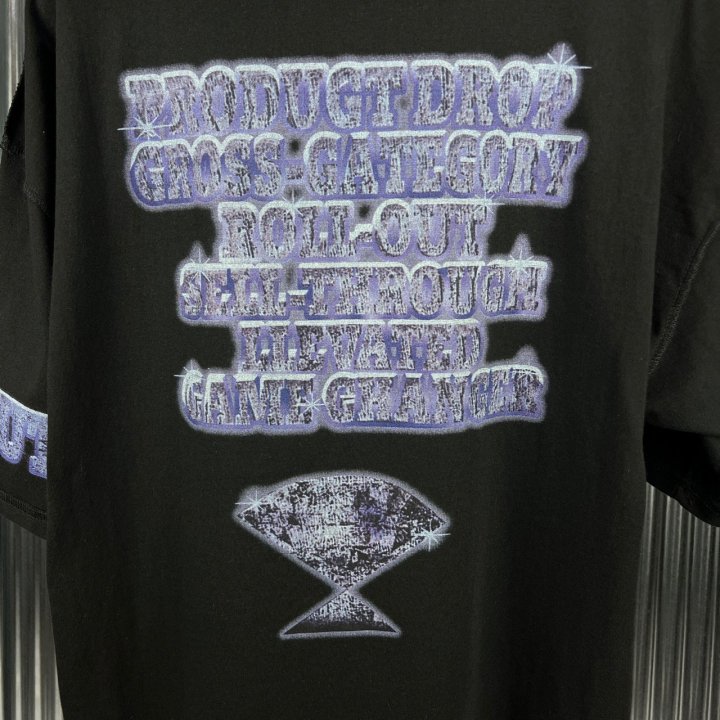 PRODUCT DROP
CROSS-CATEGORY
ROLL-OUT
SELL-THROUGH
ELEVATED
GAME CHANGER